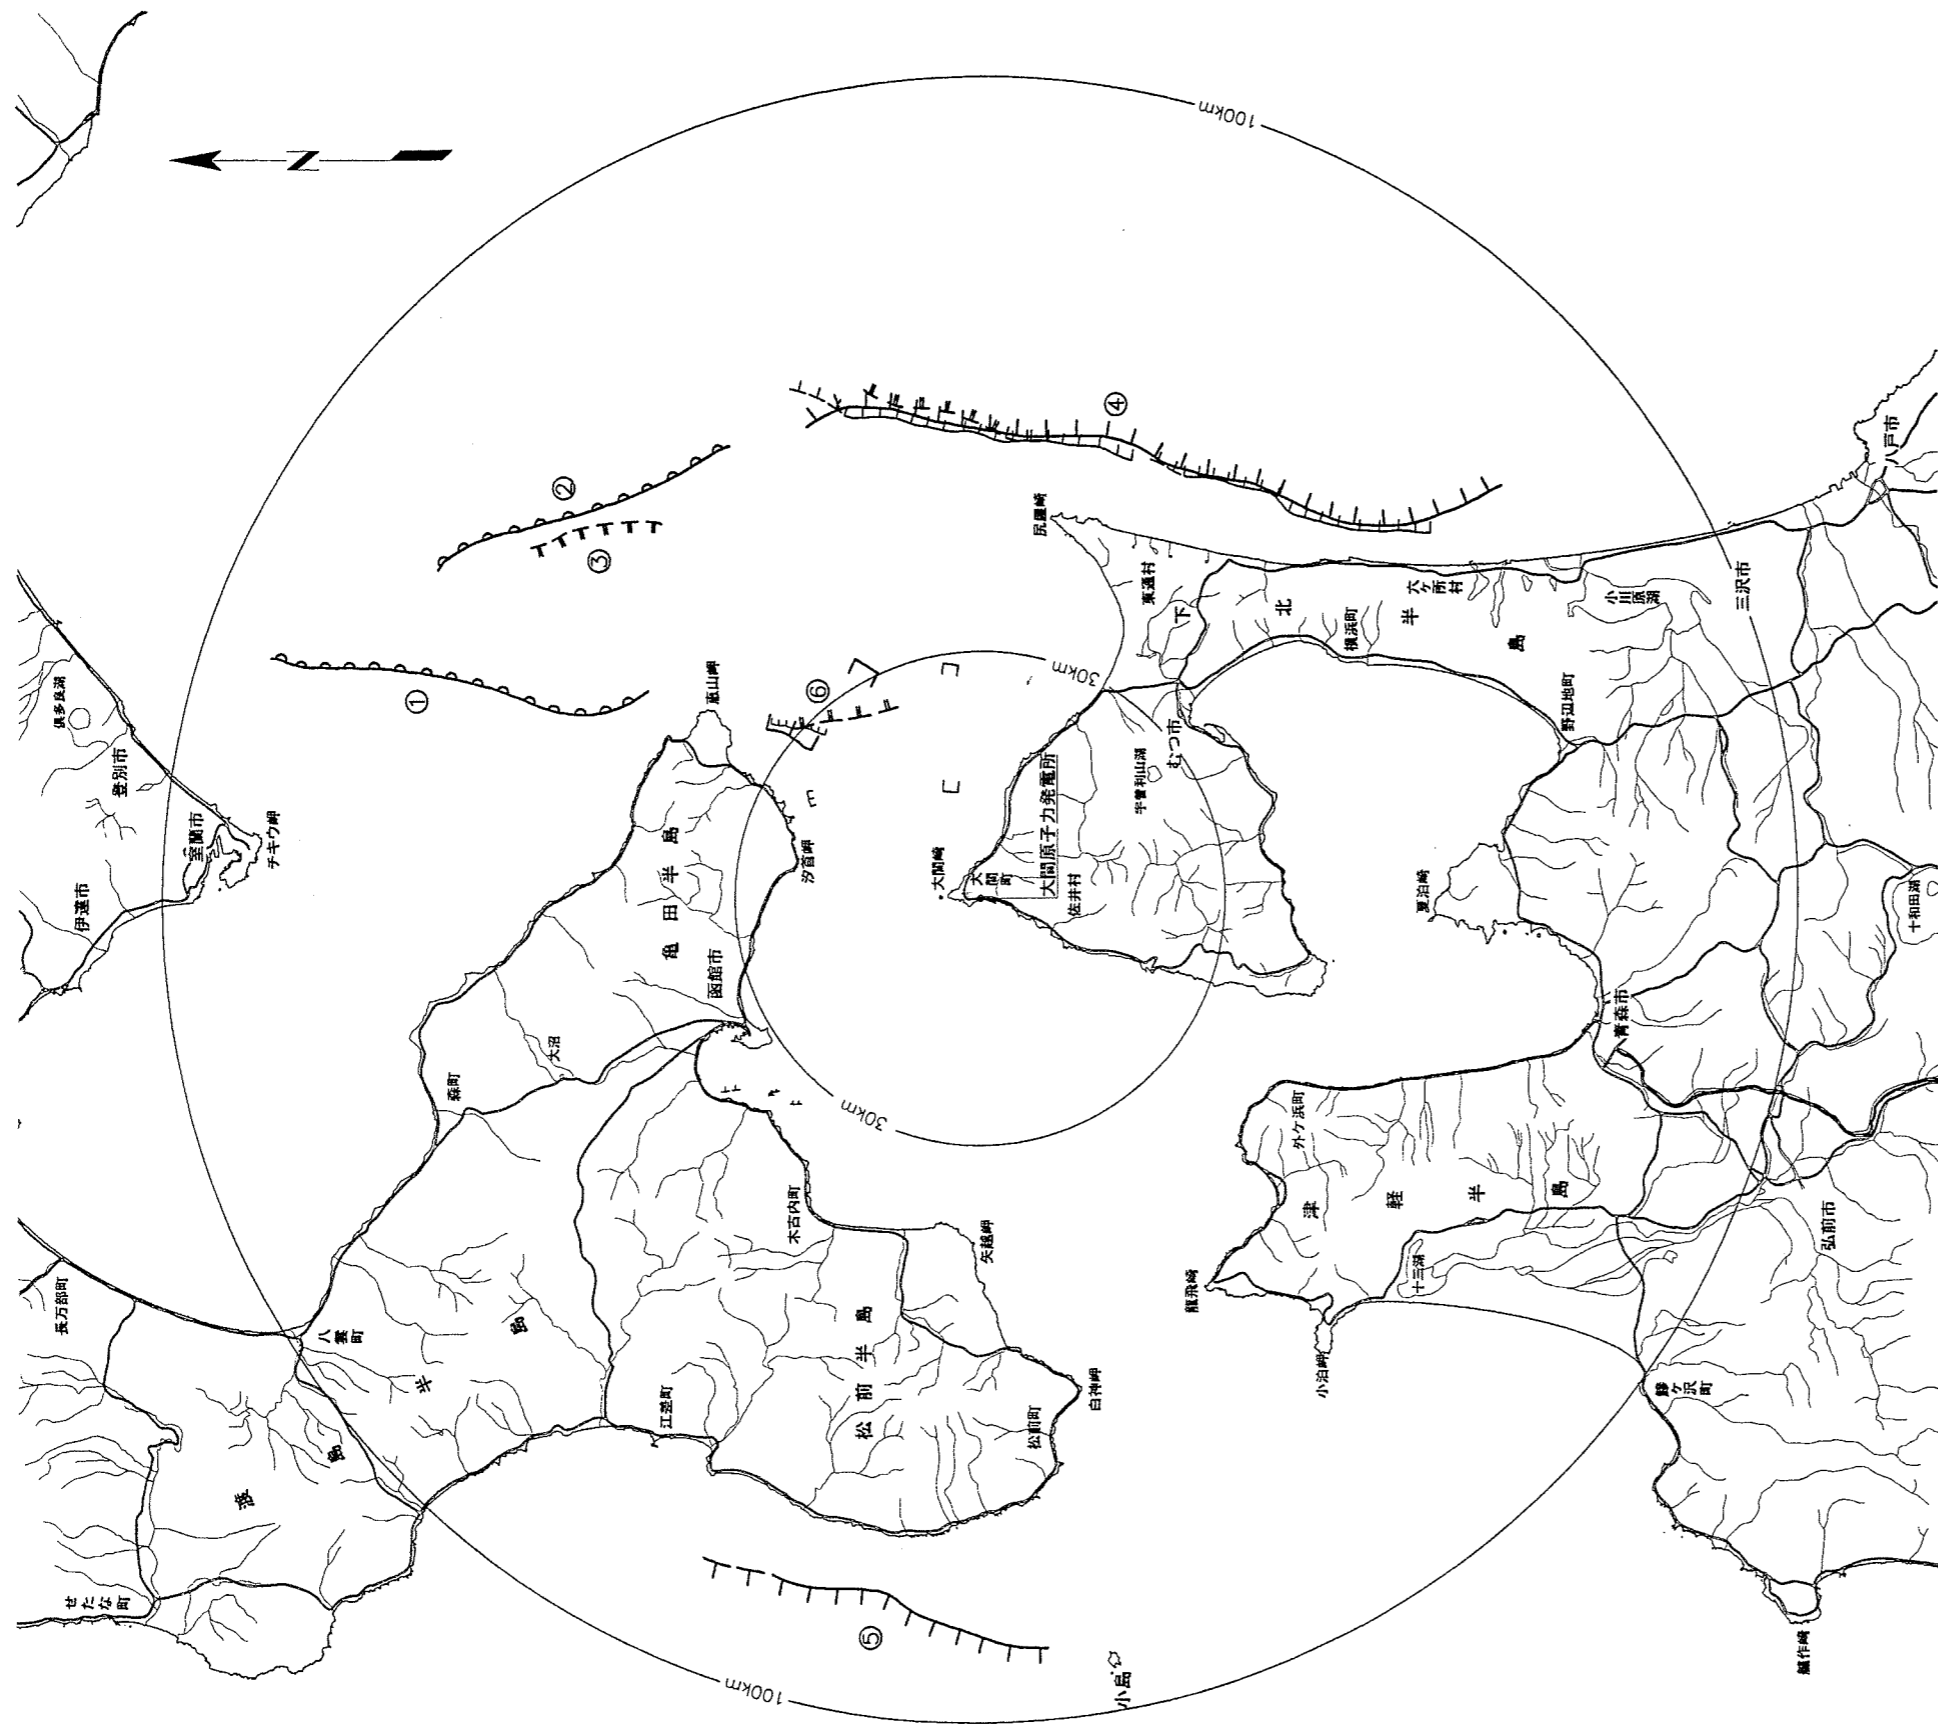 100km
N
②
③
①
④
⑥
⑤
倶多良湖
登別市
室蘭市
チキウ岬
伊達市
恵山岬
亀田半島
汐首岬
函館市
大沼
森町
長万部町
八雲町
渡島半島
せたな町
江差町
木古内町
矢越岬
松前半島
松前町
白神岬
小島
尻屋崎
東通村
下北半島
むつ市
横浜町
六ヶ所村
小川原湖
三沢市
八戸市
野辺地町
宇曽利山湖
大間原子力発電所
大間崎
大間町
佐井村
30km
30km
夏泊崎
青森市
十和田湖
外ケ浜町
津軽半島
龍飛崎
小泊岬
十三湖
弘前市
鰺ヶ沢町
艫作崎
100km